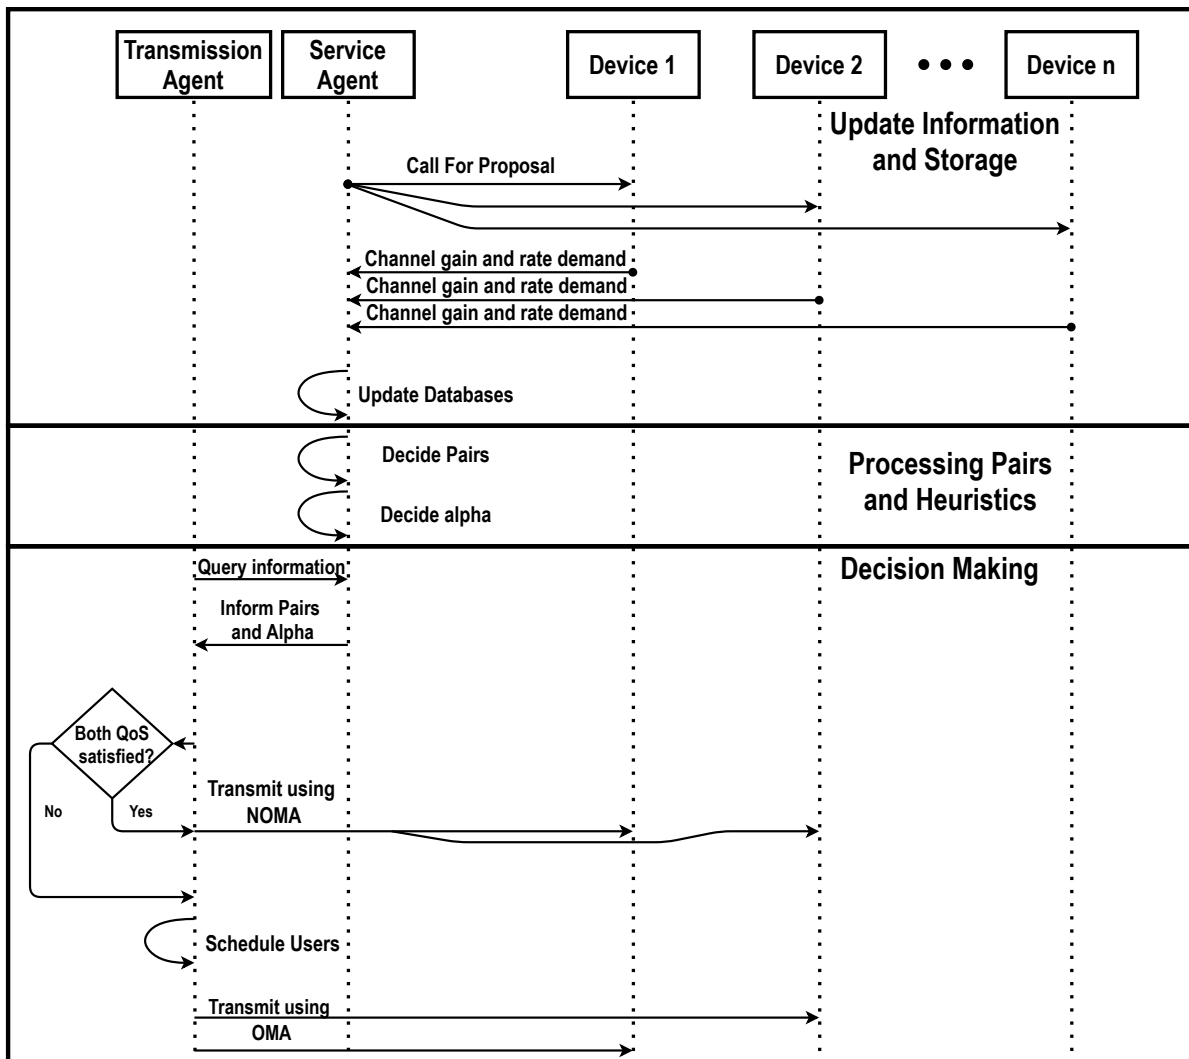 Transmission
Agent
Service
Agent
Device 1
Device 2
Device n
Update Information
and Storage
Call For Proposal
Channel gain and rate demand
Channel gain and rate demand
Channel gain and rate demand
Update Databases
Decide Pairs
Processing Pairs
and Heuristics
Decide alpha
Query information
Decision Making
Inform Pairs
and Alpha
Both QoS
satisfied?
Transmit using
NOMA
No
Yes
Schedule Users
Transmit using
OMA